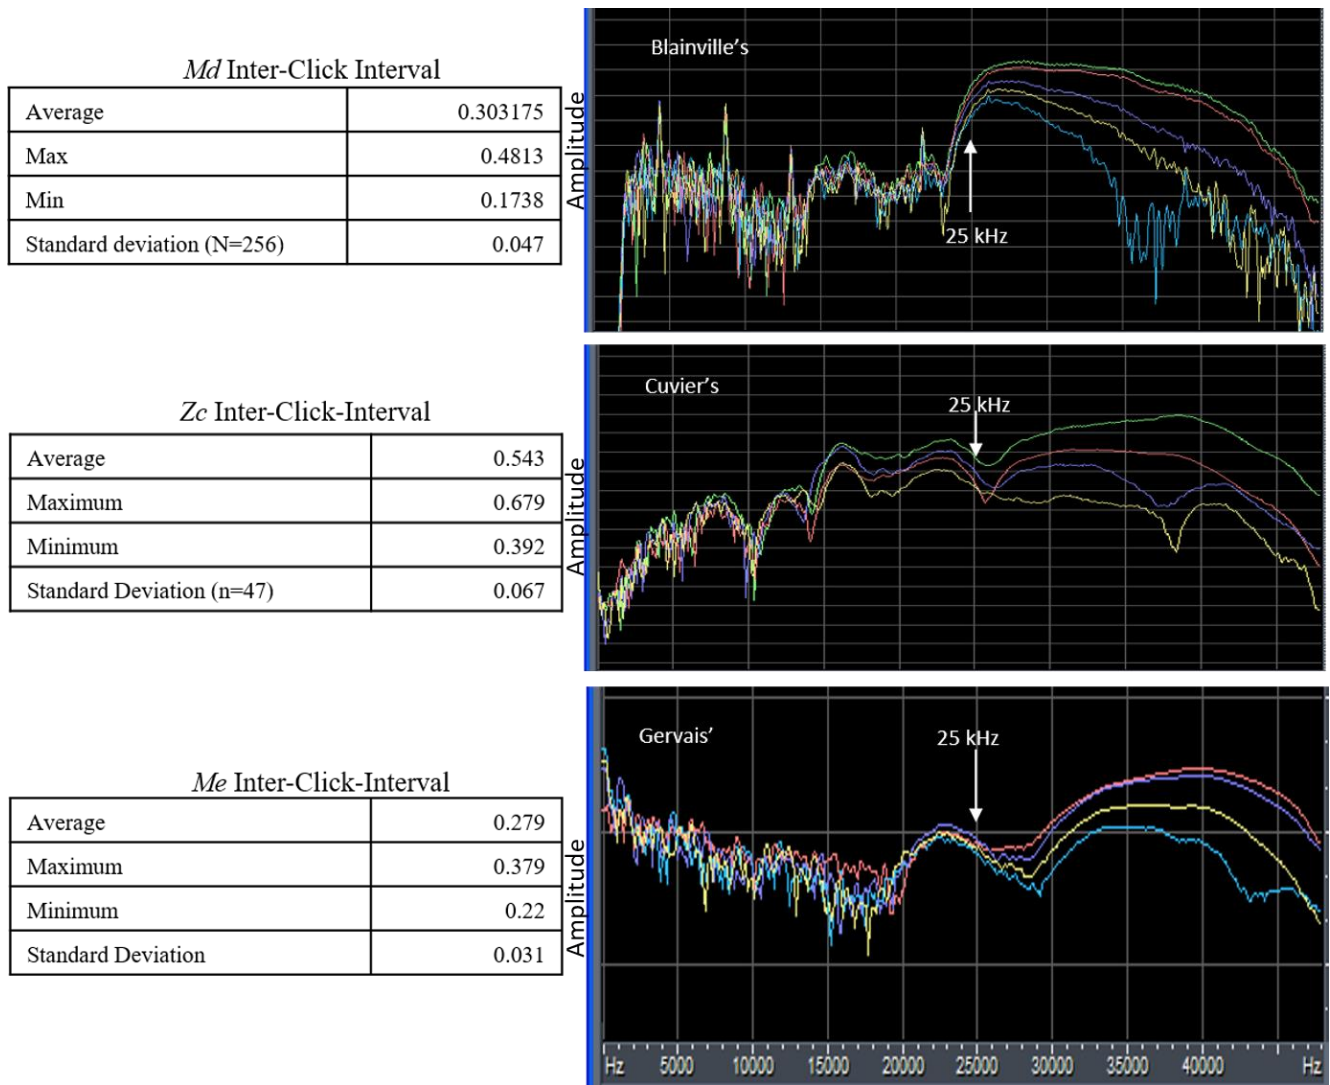 Md Inter-Click Interval
Average 0.303175
Max 0.4813
Min 0.1738
Standard deviation (N=256) 0.047
Amplitude
Blainville’s
25 kHz
Zc Inter-Click-Interval
Average 0.543
Maximum 0.679
Minimum 0.392
Standard Deviation (n=47) 0.067
Amplitude
Cuvier’s
25 kHz
Me Inter-Click-Interval
Average 0.279
Maximum 0.379
Minimum 0.22
Standard Deviation 0.031
Amplitude
Gervais’
25 kHz
Hz 5000 10000 15000 20000 25000 30000 35000 40000 Hz